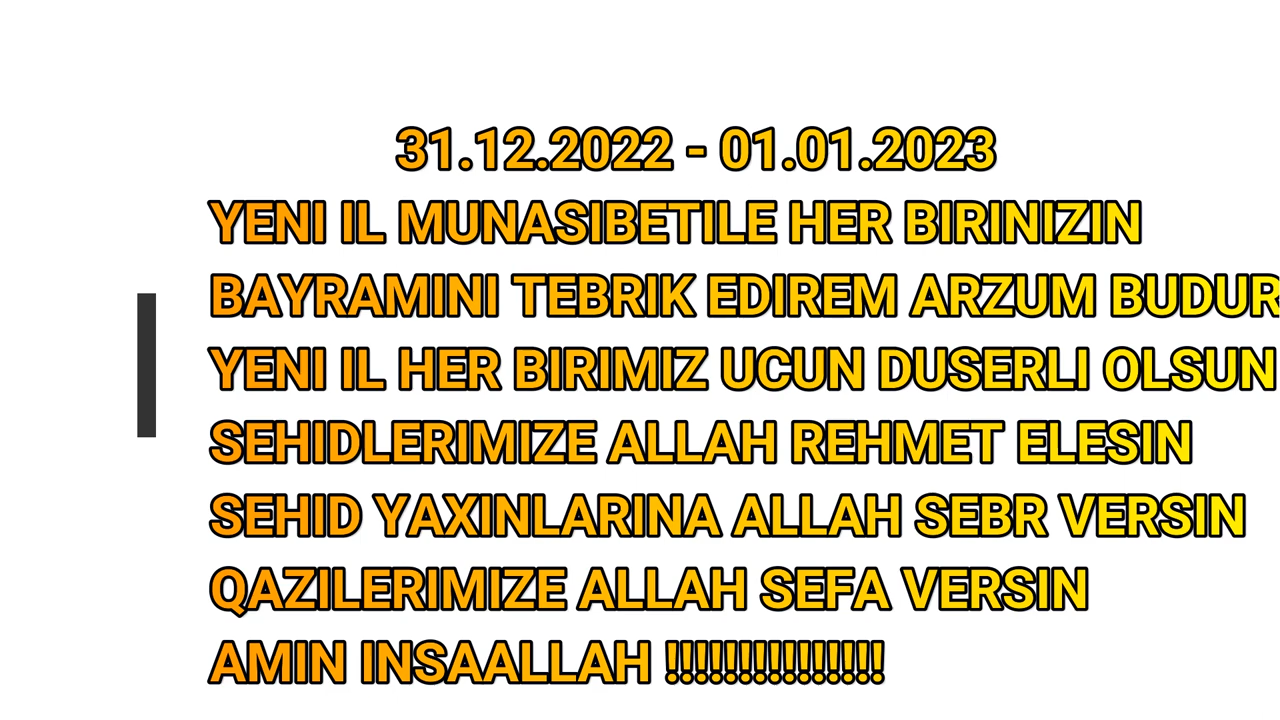 31.12.2022 - 01.01.2023
YENI IL MUNASIBETILE HER BIRINIZIN
BAYRAMINI TEBRIK EDIREM ARZUM BUDUR
YENI IL HER BIRIMIZ UCUN DUSERLI OLSUN
SEHIDLERIMIZE ALLAH REHMET ELESIN
SEHID YAXINLARINA ALLAH SEBR VERSIN
QAZILERIMIZE ALLAH SEFA VERSIN
AMIN INSAALLAH !!!!!!!!!!!!!!!